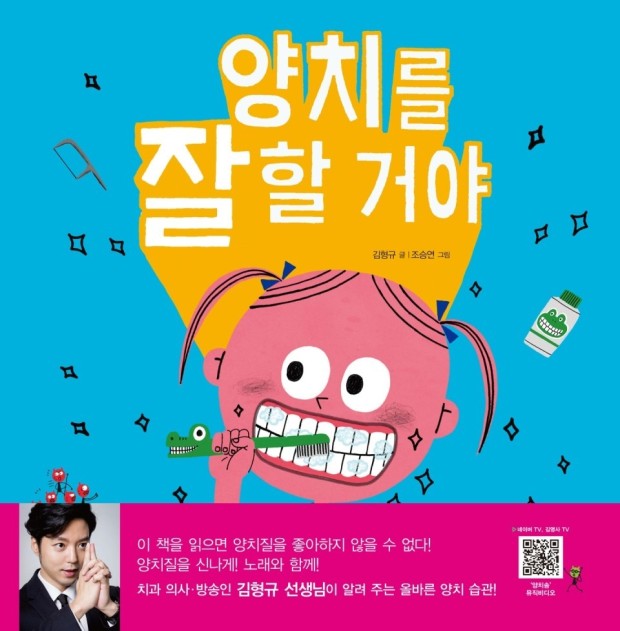 양치를
잘할 거야
김형규 글 | 조승연 그림
이 책을 읽으면 양치질을 좋아하지 않을 수 없다!
양치질을 신나게! 노래와 함께!
치과 의사·방송인 김형규 선생님이 알려 주는 올바른 양치 습관!
▷ 네이버 TV, 김영사 TV
'양치송'
뮤직비디오